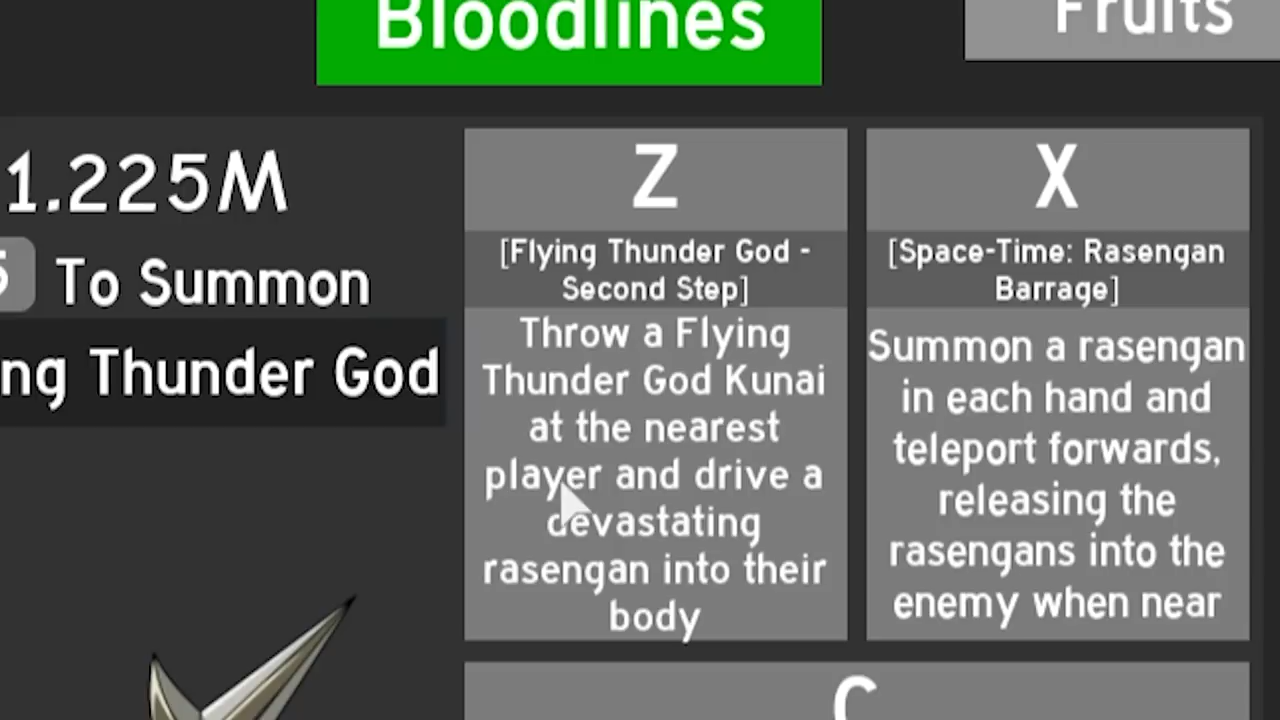 Bloodlines
Fruits
1.225M
To Summon
ng Thunder God
Z
[Flying Thunder God -
Second Step]
Throw a Flying
Thunder God Kunai
at the nearest
player and drive a
devastating
rasengan into their
body
X
[Space-Time: Rasengan
Barrage]
Summon a rasengan
in each hand and
teleport forwards,
releasing the
rasengans into the
enemy when near
C